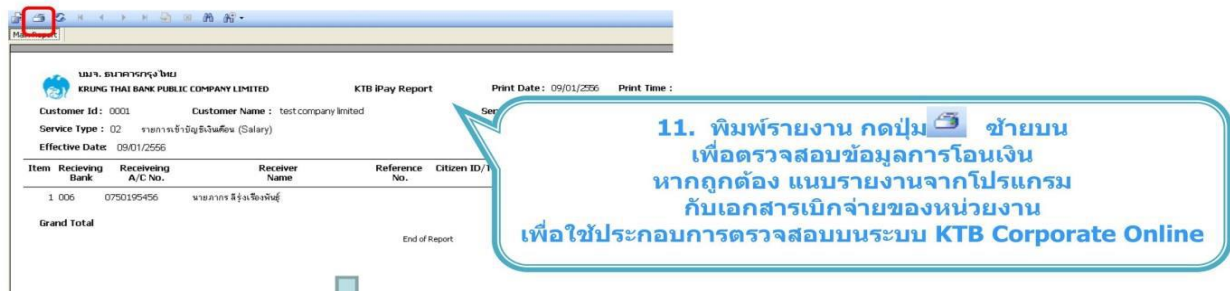 MainReport
บมจ. ธนาคารกรุงไทย
KRUNG THAI BANK PUBLIC COMPANY LIMITED KTB iPay Report Print Date : 09/01/2556 Print Time :
Customer Id : 0001 Customer Name : test company limited
Service Type : 02 รายการเข้าบัญชีเงินเดือน (Salary)
Effective Date: 09/01/2556
Item Recieving Receiveing Receiver Reference Citizen ID/T
Bank A/C No. Name No.
1 006 0750195456 นายภากร ลีรุ่งเรืองพันธุ์
Grand Total
End of Report
11. พิมพ์รายงาน กดปุ่ม ซ้ายบน
เพื่อตรวจสอบข้อมูลการโอนเงิน
หากถูกต้อง แนบรายงานจากโปรแกรม
กับเอกสารเบิกจ่ายของหน่วยงาน
เพื่อใช้ประกอบการตรวจสอบบนระบบ KTB Corporate Online